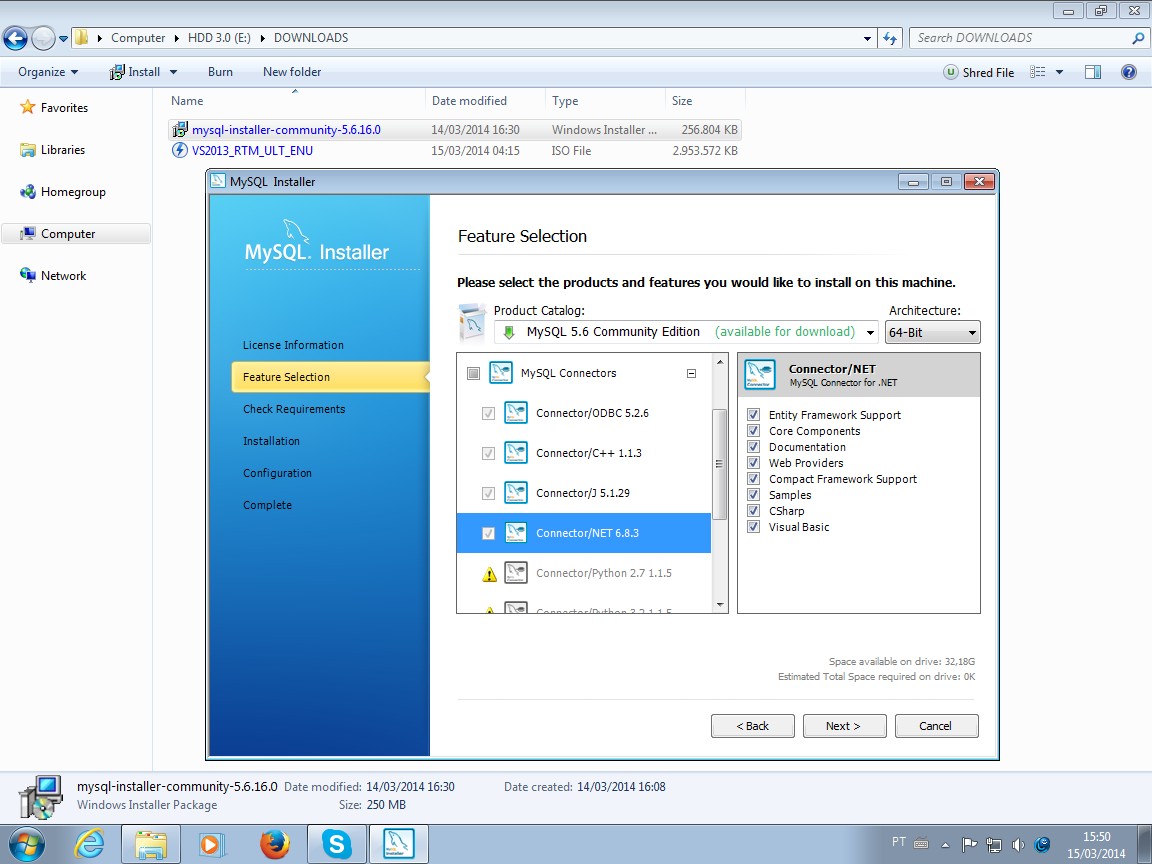 Computer HDD 3.0 (E:) DOWNLOADS
Search DOWNLOADS
Organize Install Burn New folder Shred File
Favorites
Libraries
Homegroup
Computer
Network
Name Date modified Type Size
mysql-installer-community-5.6.16.0 14/03/2014 16:30 Windows Installer ... 256.804 KB
VS2013_RTM_ULT_ENU 15/03/2014 04:15 ISO File 2.953.572 KB
MySQL Installer
MySQL. Installer
License Information
Feature Selection
Check Requirements
Installation
Configuration
Complete
Feature Selection
Please select the products and features you would like to install on this machine.
Product Catalog:
MySQL 5.6 Community Edition (available for download)
Architecture:
64-Bit
MySQL Connectors
Connector/ODBC 5.2.6
Connector/C++ 1.1.3
Connector/J 5.1.29
Connector/NET 6.8.3
Connector/Python 2.7 1.1.5
Connector/Python 3.2 1.1.5
Connector/NET
MySQL Connector for .NET
Entity Framework Support
Core Components
Documentation
Web Providers
Compact Framework Support
Samples
CSharp
Visual Basic
Space available on drive: 32,18G
Estimated Total Space required on drive: 0K
< Back Next > Cancel
mysql-installer-community-5.6.16.0 Date modified: 14/03/2014 16:30 Date created: 14/03/2014 16:08
Windows Installer Package Size: 250 MB
MySQL
Installer
PT
15:50
15/03/2014